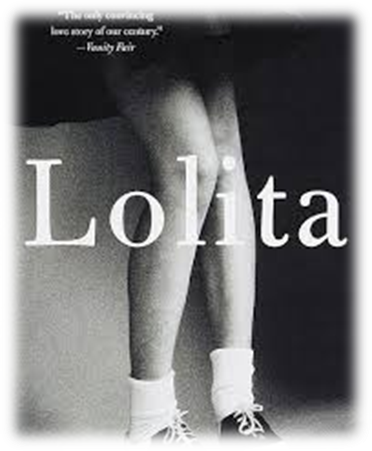 "The only convincing
love story of our century."
—Vanity Fair
Lolita